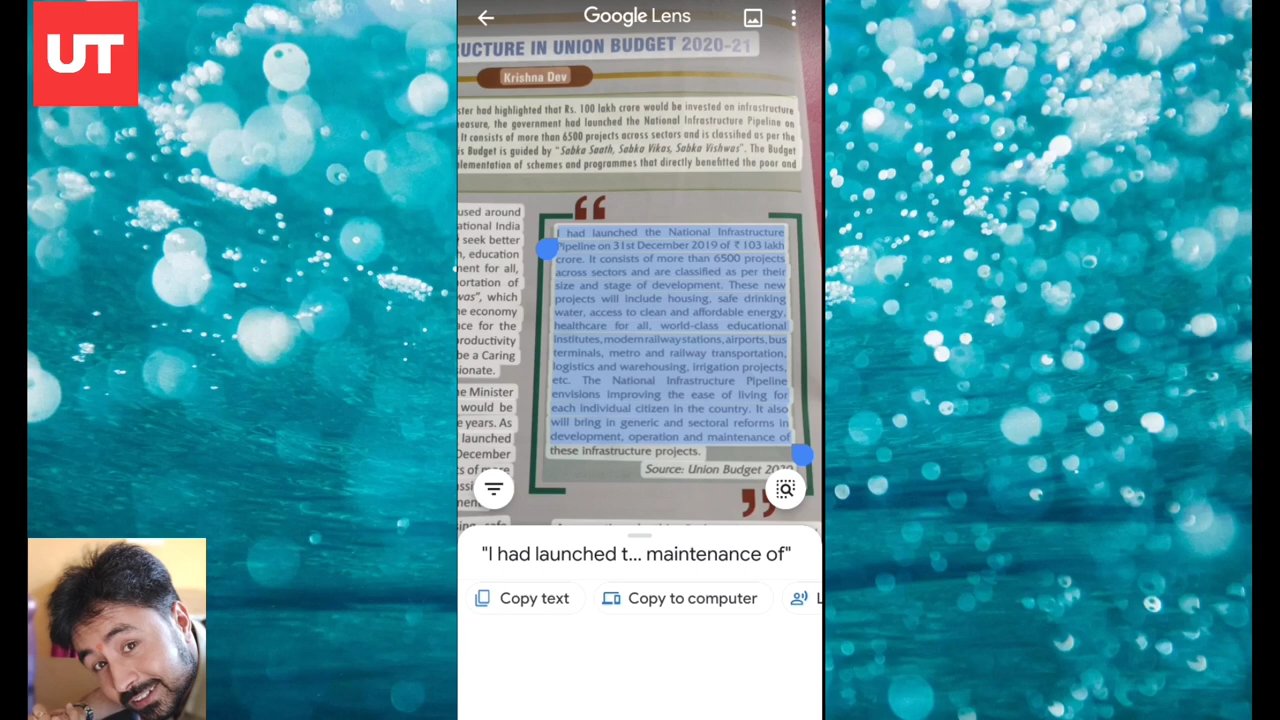 UT
Google Lens
RUCTURE IN UNION BUDGET 2020-21
Krishna Dev
ster had highlighted that Rs. 100 lakh crore would be invested on infrastructure
easure, the government had launched the National Infrastructure Pipeline on
It consists of more than 6500 projects across sectors and is classified as per the
is Budget is guided by "Sabka Saath, Sabka Vikas, Sabka Vishwas". The Budget
plementation of schemes and programmes that directly benefitted the poor and
used around
ational India
seek better
h, education
ent for all,
ortation of
was", which
e economy
ce for the
roductivity
be a Caring
ionate.
e Minister
would be
e years. As
launched
December
s of more
“
I had launched the National Infrastructure
Pipeline on 31st December 2019 of ₹ 103 lakh
crore. It consists of more than 6500 projects
across sectors and are classified as per their
size and stage of development. These new
projects will include housing, safe drinking
water, access to clean and affordable energy,
healthcare for all, world-class educational
institutes, modern railway stations, airports, bus
terminals, metro and railway transportation,
logistics and warehousing, irrigation projects,
etc. The National Infrastructure Pipeline
envisions improving the ease of living for
each individual citizen in the country. It also
will bring in generic and sectoral reforms in
development, operation and maintenance of
these infrastructure projects.
Source: Union Budget 2020
”
"I had launched t... maintenance of"
Copy text
Copy to computer
L